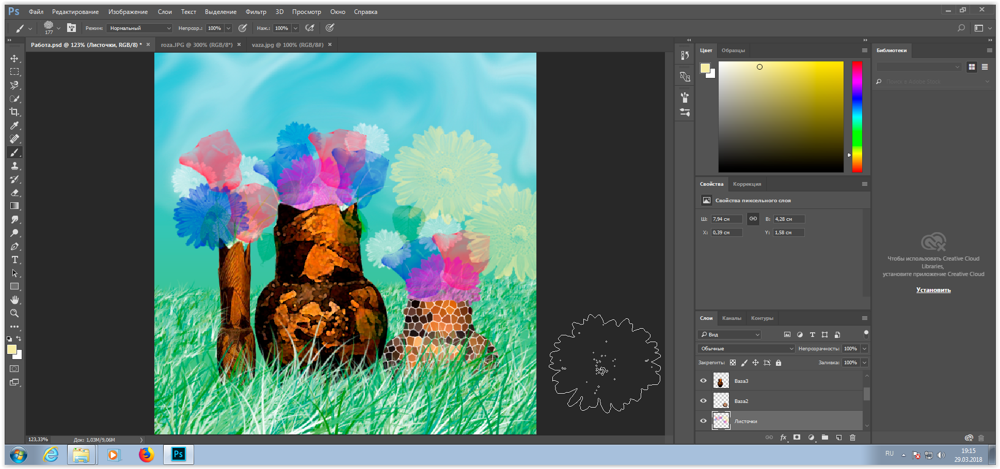 Ps Файл Редактирование Изображение Слои Текст Выделение Фильтр 3D Просмотр Окно Справка
177 Режим: Нормальный Непрозр.: 100% Наж.: 100%
Работа.psd @ 123% (Листочки, RGB/8) * × roza.JPG @ 300% (RGB/8*) × vaza.jpg @ 100% (RGB/8#) ×
Цвет Образцы
Библиотеки
Поиск в Adobe Stock
Свойства Коррекция
Свойства пиксельного слоя
Ш: 7,94 см В: 4,28 см
X: 0,39 см Y: 1,58 см
Чтобы использовать Creative Cloud
Libraries,
установите приложение Creative Cloud
Установить
Слои Каналы Контуры
Вид
Обычные Непрозрачность: 100%
Закрепить: Заливка: 100%
Ваза3
Ваза2
Листочки
fx
123,33% Док: 1,03M/9,06M
Ps
RU
19:15
29.03.2018